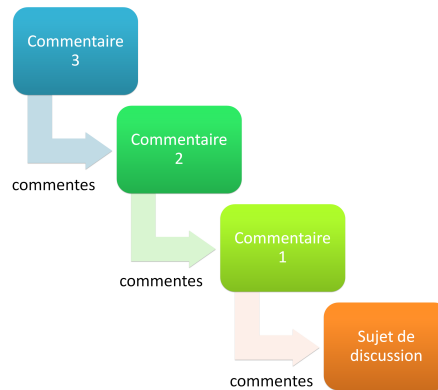 Commentaire
3
commentes
Commentaire
2
commentes
Commentaire
1
commentes
Sujet de
discussion